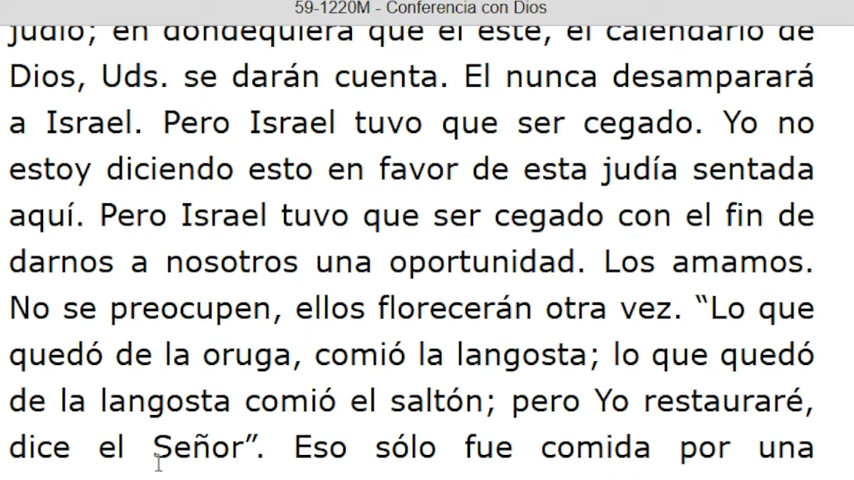 59-1220M - Conferencia con Dios
judío; en dondequiera que él esté, el calendario de
Dios, Uds. se darán cuenta. El nunca desamparará
a Israel. Pero Israel tuvo que ser cegado. Yo no
estoy diciendo esto en favor de esta judía sentada
aquí. Pero Israel tuvo que ser cegado con el fin de
darnos a nosotros una oportunidad. Los amamos.
No se preocupen, ellos florecerán otra vez. “Lo que
quedó de la oruga, comió la langosta; lo que quedó
de la langosta comió el saltón; pero Yo restauraré,
dice el Señor”. Eso sólo fue comida por una